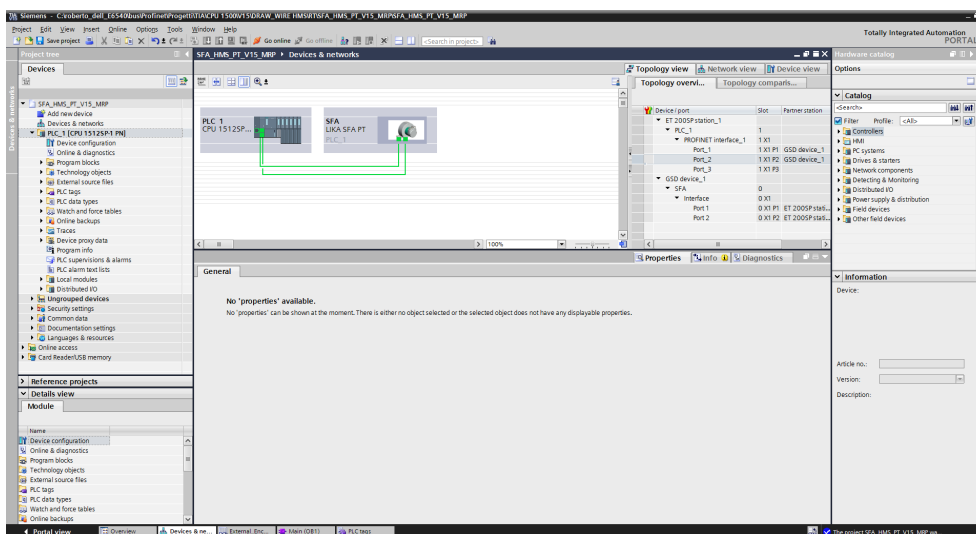 Siemens - C:\roberto_dell_E6540\bus\Profinet\Progetti\TIA\CPU 1500\V15\DRAW_WIRE HMS\RT\SFA_HMS_PT_V15_MRP\SFA_HMS_PT_V15_MRP
Project Edit View Insert Online Options Tools Window Help
Totally Integrated Automation
PORTAL
Save project
Go online
Go offline
<Search in project>
Project tree
SFA_HMS_PT_V15_MRP
Devices & networks
Hardware catalog
Devices
Topology view
Network view
Device view
Options
Topology overvi...
Topology comparis...
Devices & networks
SFA_HMS_PT_V15_MRP
Add new device
Devices & networks
PLC_1 [CPU 1512SP-1 PN]
Device configuration
Online & diagnostics
Program blocks
Technology objects
External source files
PLC tags
PLC data types
Watch and force tables
Online backups
Traces
Device proxy data
Program info
PLC supervisions & alarms
PLC alarm text lists
Local modules
Distributed I/O
Ungrouped devices
Security settings
Common data
Documentation settings
Languages & resources
Online access
Card Reader/USB memory
Reference projects
Details view
Module
Name
Device configuration
Online & diagnostics
Program blocks
Technology objects
External source files
PLC tags
PLC data types
Watch and force tables
Online backups
PLC_1
CPU 1512SP...
SFA
LIKA SFA PT
PLC_1
100%
Device / port Slot Partner station
ET 200SP station_1
PLC_1 1
PROFINET interface_1 1 X1
Port_1 1 X1 P1 GSD device_1
Port_2 1 X1 P2 GSD device_1
Port_3 1 X1 P3
GSD device_1
SFA 0
Interface 0 X1
Port 1 0 X1 P1 ET 200SP stati...
Port 2 0 X1 P2 ET 200SP stati...
Properties
Info
Diagnostics
General
No 'properties' available.
No 'properties' can be shown at the moment. There is either no object selected or the selected object does not have any displayable properties.
Catalog
<Search>
Filter Profile: <All>
Controllers
HMI
PC systems
Drives & starters
Network components
Detecting & Monitoring
Distributed I/O
Power supply & distribution
Field devices
Other field devices
Information
Device:
Article no.:
Version:
Description:
Portal view
Overview
Devices & ne...
External Enc...
Main (OB1)
PLC tags
The project SFA_HMS_PT_V15_MRP wa...